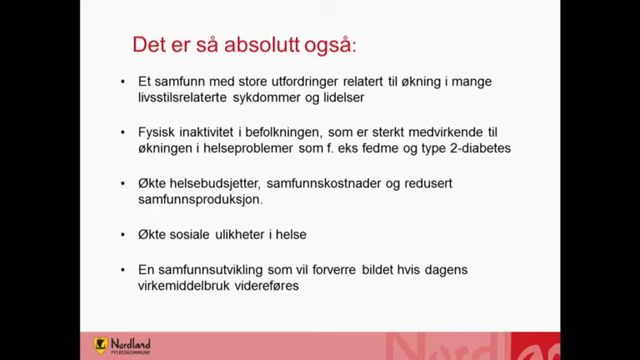 Det er så absolutt også:
• Et samfunn med store utfordringer relatert til økning i mange
livsstilsrelaterte sykdommer og lidelser
• Fysisk inaktivitet i befolkningen, som er sterkt medvirkende til
økningen i helseproblemer som f. eks fedme og type 2-diabetes
• Økte helsebudsjetter, samfunnskostnader og redusert
samfunnsproduksjon.
• Økte sosiale ulikheter i helse
• En samfunnsutvikling som vil forverre bildet hvis dagens
virkemiddelbruk videreføres
Nordland
FYLKESKOMMUNE